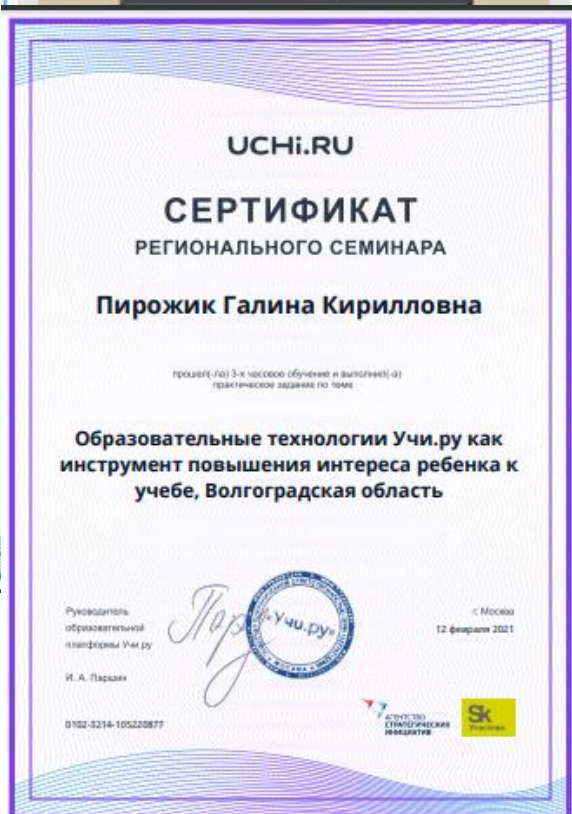 UCHi.RU
СЕРТИФИКАТ
РЕГИОНАЛЬНОГО СЕМИНАРА
Пирожик Галина Кирилловна
прошел(-ла) 3-х часовое обучение и выполнил(-а)
практическое задание по теме
Образовательные технологии Учи.ру как
инструмент повышения интереса ребенка к
учебе, Волгоградская область
Руководитель
образовательной
платформы Учи.ру
И. А. Паршин
«Учи.ру»
МОСКВА
г. Москва
12 февраля 2021
0102-3214-105220877
АГЕНТСТВО
СТРАТЕГИЧЕСКИХ
ИНИЦИАТИВ
Sk
Участник